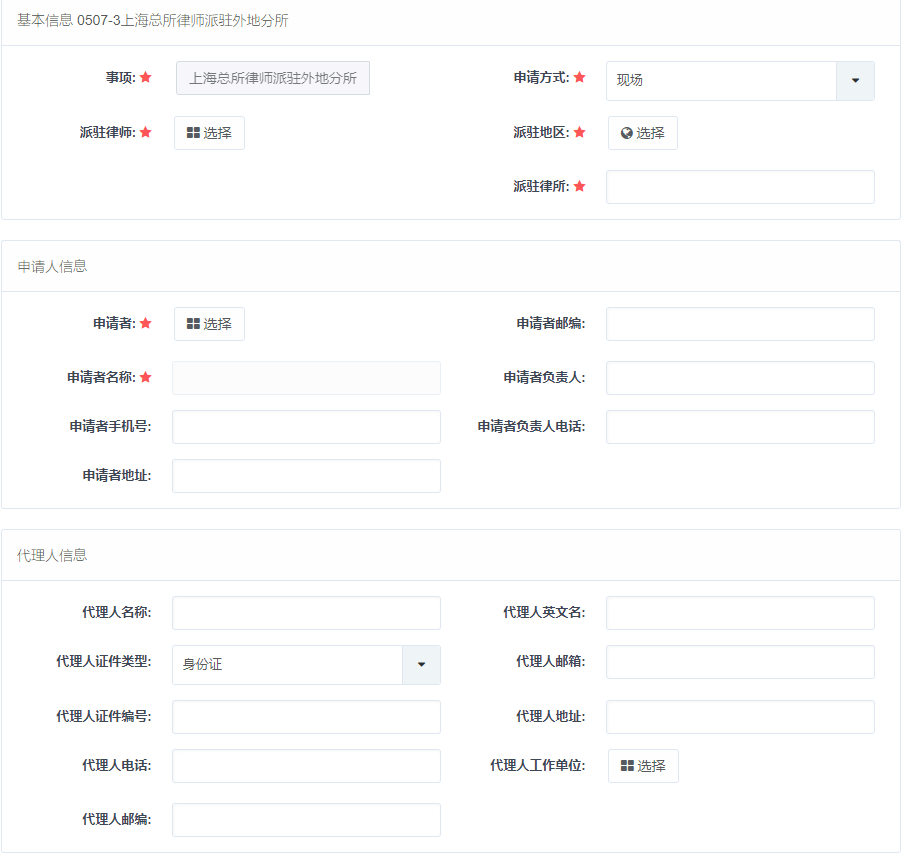 基本信息 0507-3上海总所律师派驻外地分所
事项: 上海总所律师派驻外地分所 申请方式: 现场
派驻律师: 选择 派驻地区: 选择
派驻律所:
申请人信息
申请者: 选择 申请者邮编:
申请者名称: 申请者负责人:
申请者手机号: 申请者负责人电话:
申请者地址:
代理人信息
代理人名称: 代理人英文名:
代理人证件类型: 身份证 代理人邮箱:
代理人证件编号: 代理人地址:
代理人电话: 代理人工作单位: 选择
代理人邮编: